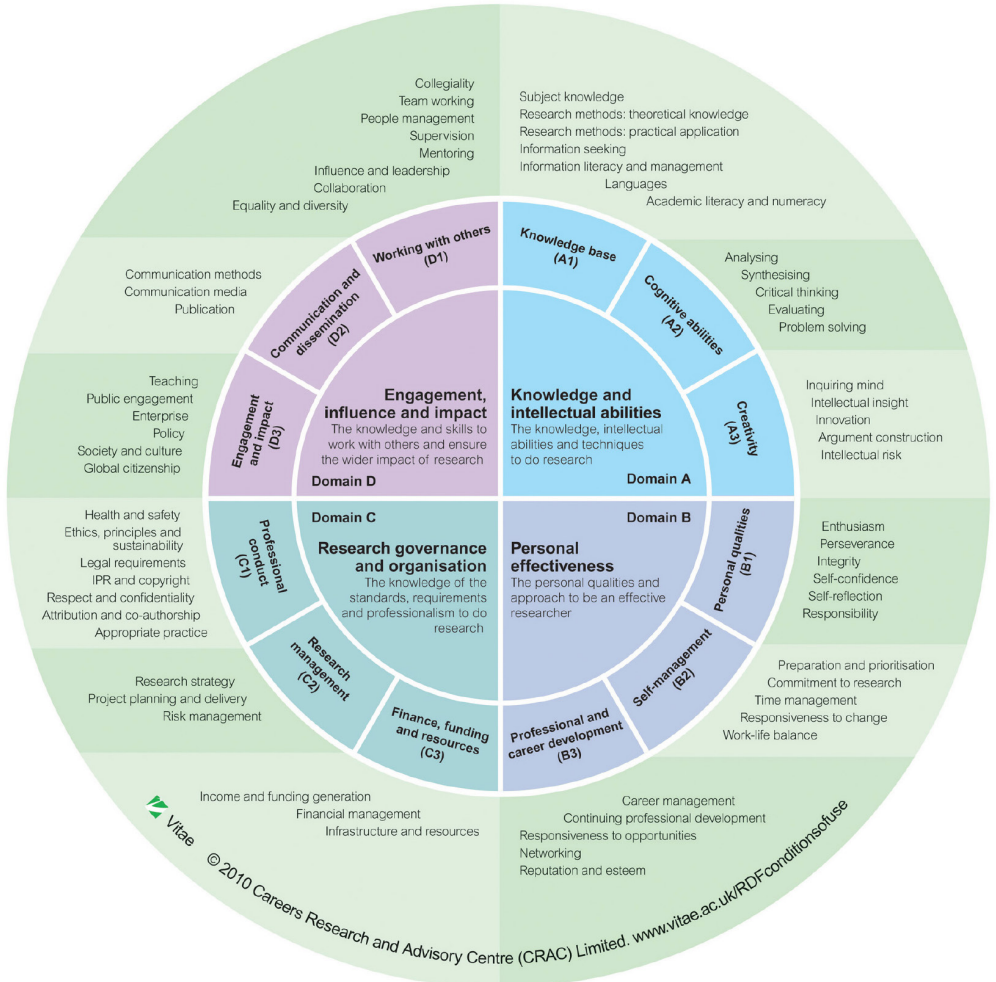 Collegiality
Team working
People management
Supervision
Mentoring
Influence and leadership
Collaboration
Equality and diversity
Subject knowledge
Research methods: theoretical knowledge
Research methods: practical application
Information seeking
Information literacy and management
Languages
Academic literacy and numeracy
Communication methods
Communication media
Publication
Analysing
Synthesising
Critical thinking
Evaluating
Problem solving
Teaching
Public engagement
Enterprise
Policy
Society and culture
Global citizenship
Inquiring mind
Intellectual insight
Innovation
Argument construction
Intellectual risk
Working with others
(D1)
Knowledge base
(A1)
Communication and
dissemination
(D2)
Cognitive abilities
(A2)
Engagement
and impact
(D3)
Creativity
(A3)
Engagement,
influence and impact
The knowledge and skills to
work with others and ensure
the wider impact of research
Domain D
Knowledge and
intellectual abilities
The knowledge, intellectual
abilities and techniques
to do research
Domain A
Domain C
Research governance
and organisation
The knowledge of the
standards, requirements
and professionalism to do
research
Domain B
Personal
effectiveness
The personal qualities and
approach to be an effective
researcher
Professional
conduct
(C1)
Personal qualities
(B1)
Research
management
(C2)
Self-management
(B2)
Finance, funding
and resources
(C3)
Professional and
career development
(B3)
Health and safety
Ethics, principles and
sustainability
Legal requirements
IPR and copyright
Respect and confidentiality
Attribution and co-authorship
Appropriate practice
Enthusiasm
Perseverance
Integrity
Self-confidence
Self-reflection
Responsibility
Research strategy
Project planning and delivery
Risk management
Preparation and prioritisation
Commitment to research
Time management
Responsiveness to change
Work-life balance
Income and funding generation
Financial management
Infrastructure and resources
Career management
Continuing professional development
Responsiveness to opportunities
Networking
Reputation and esteem
Vitae © 2010 Careers Research and Advisory Centre (CRAC) Limited. www.vitae.ac.uk/RDFconditionsofuse